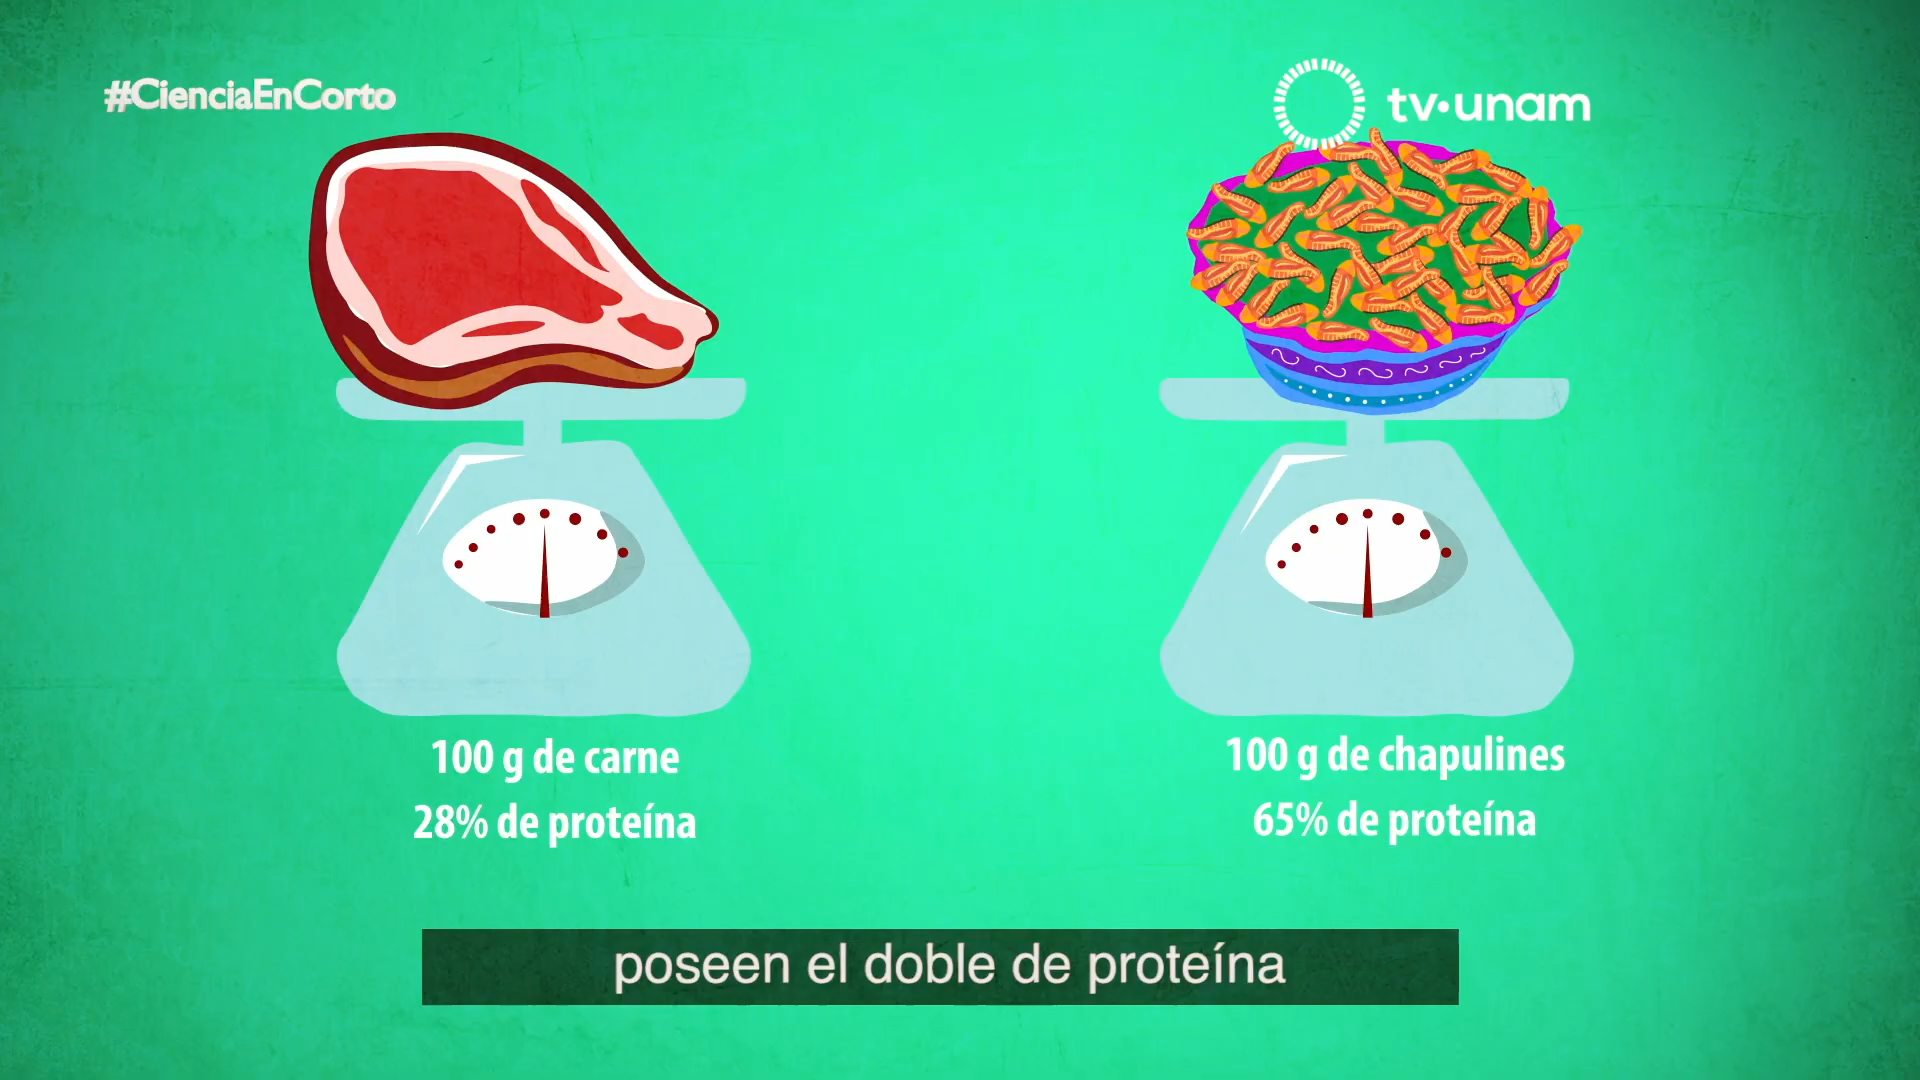 #CienciaEnCorto
tv·unam
100 g de carne
28% de proteína
100 g de chapulines
65% de proteína
poseen el doble de proteína